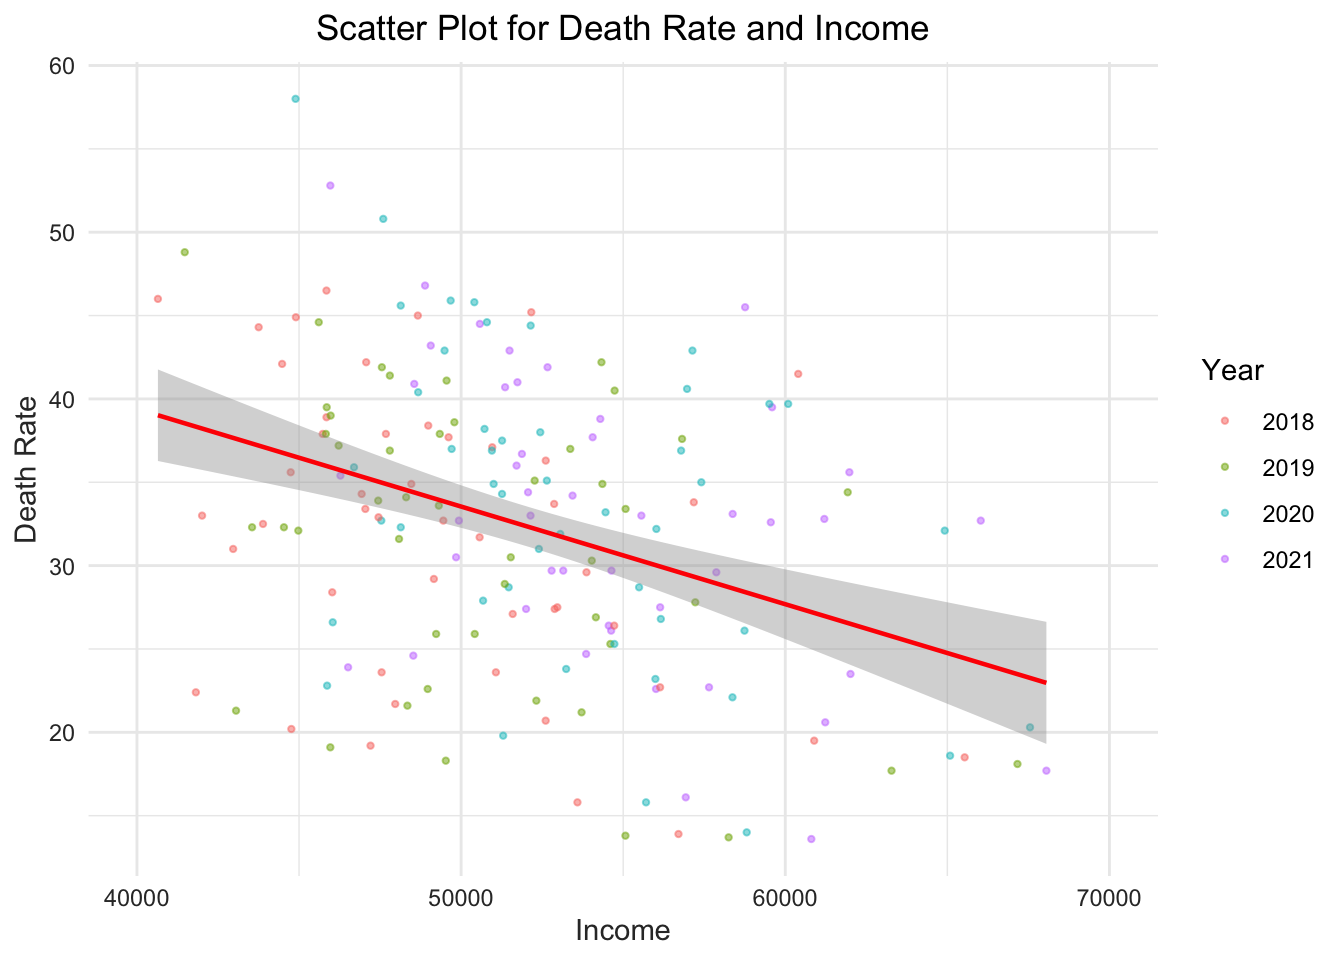 Scatter Plot for Death Rate and Income
60
50
40
30
20
Death Rate
40000 50000 60000 70000
Income
Year
2018
2019
2020
2021